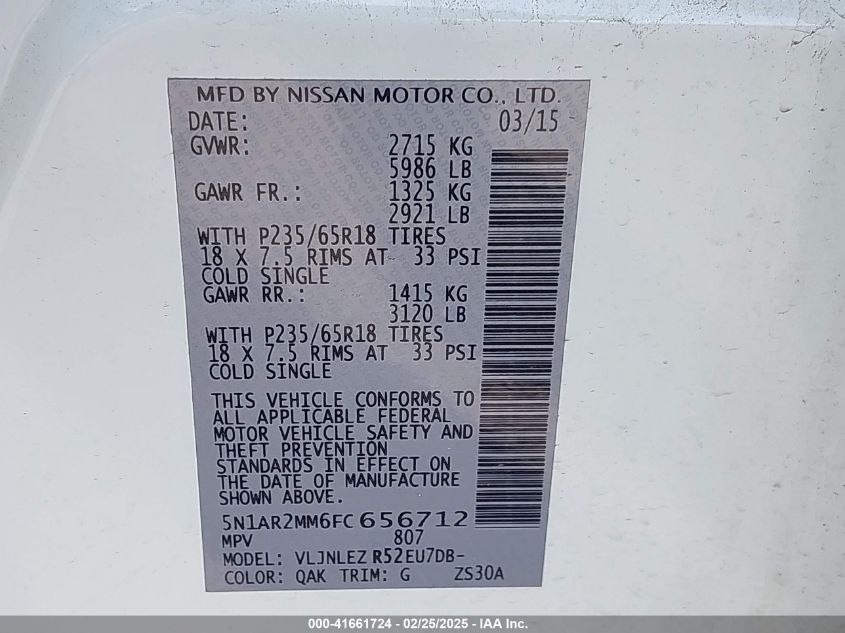 MFD BY NISSAN MOTOR CO., LTD.
DATE: 03/15
GVWR: 2715 KG
5986 LB
GAWR FR.: 1325 KG
2921 LB
WITH P235/65R18 TIRES
18 X 7.5 RIMS AT 33 PSI
COLD SINGLE
GAWR RR.: 1415 KG
3120 LB
WITH P235/65R18 TIRES
18 X 7.5 RIMS AT 33 PSI
COLD SINGLE
THIS VEHICLE CONFORMS TO
ALL APPLICABLE FEDERAL
MOTOR VEHICLE SAFETY AND
THEFT PREVENTION
STANDARDS IN EFFECT ON
THE DATE OF MANUFACTURE
SHOWN ABOVE.
5N1AR2MM6FC656712
MPV 807
MODEL: VLJNLEZ R52EU7DB-
COLOR: QAK TRIM: G ZS30A
000-41661724 / 02/25/2025 - IAA Inc.